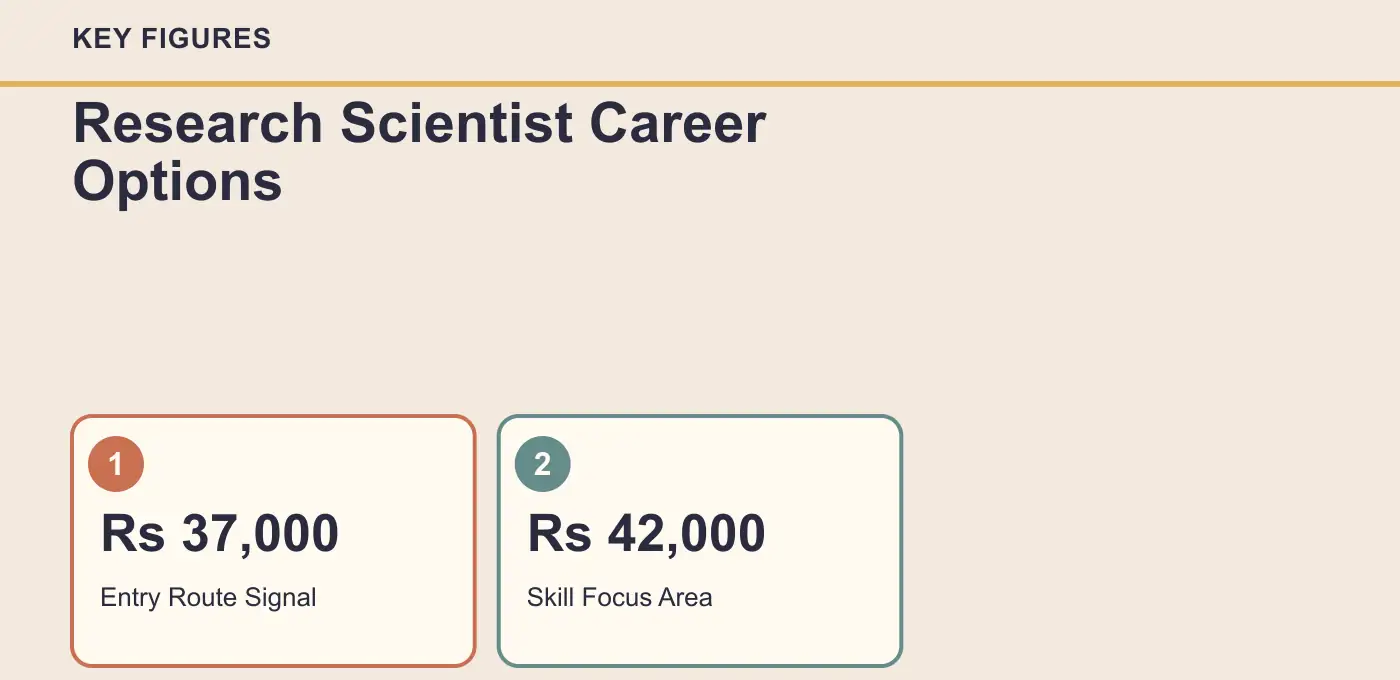 KEY FIGURES
Research Scientist Career
Options
1
Rs 37,000
Entry Route Signal
2
Rs 42,000
Skill Focus Area